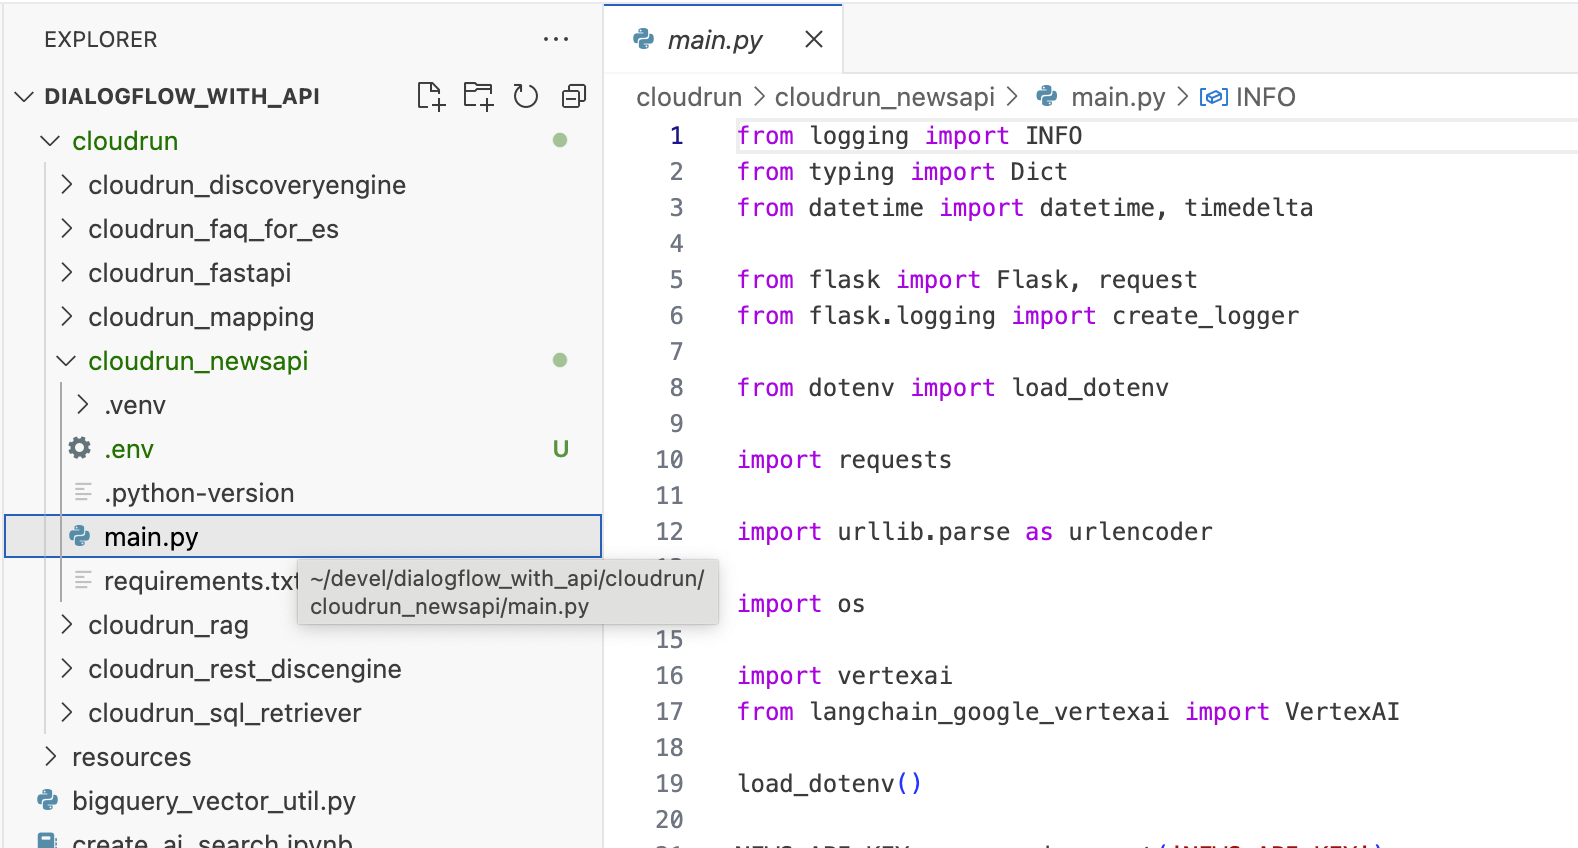 EXPLORER
DIALOGFLOW_WITH_API
cloudrun
cloudrun_discoveryengine
cloudrun_faq_for_es
cloudrun_fastapi
cloudrun_mapping
cloudrun_newsapi
.venv
.env U
.python-version
main.py
requirements.txt
~/devel/dialogflow_with_api/cloudrun/
cloudrun_newsapi/main.py
cloudrun_rag
cloudrun_rest_discengine
cloudrun_sql_retriever
resources
bigquery_vector_util.py
create_ai_search.ipynb
main.py
cloudrun > cloudrun_newsapi > main.py > INFO
1 from logging import INFO
2 from typing import Dict
3 from datetime import datetime, timedelta
4
5 from flask import Flask, request
6 from flask.logging import create_logger
7
8 from dotenv import load_dotenv
9
10 import requests
11
12 import urllib.parse as urlencoder
import os
15
16 import vertexai
17 from langchain_google_vertexai import VertexAI
18
19 load_dotenv()
20